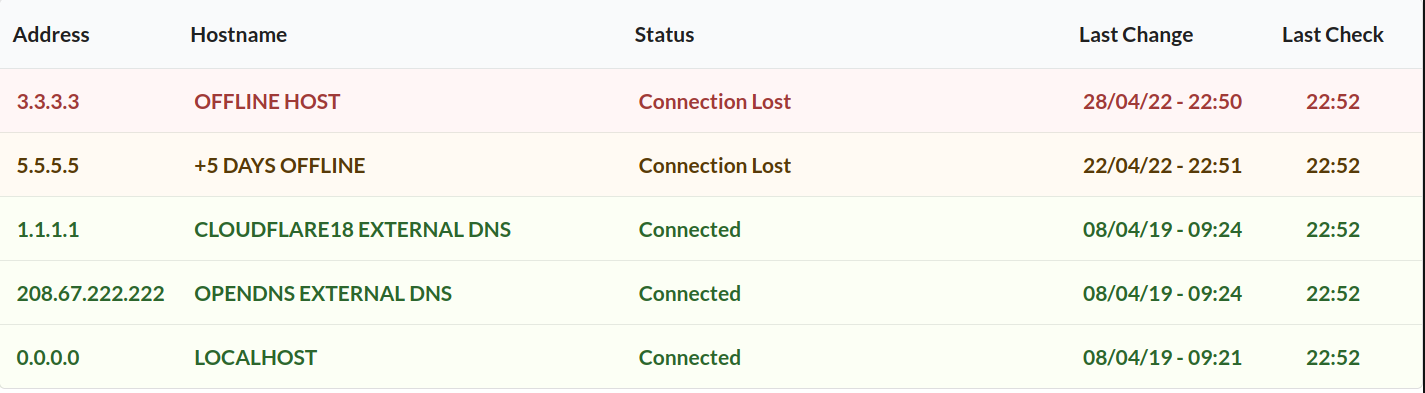 Address Hostname Status Last Change Last Check
3.3.3.3 OFFLINE HOST Connection Lost 28/04/22 - 22:50 22:52
5.5.5.5 +5 DAYS OFFLINE Connection Lost 22/04/22 - 22:51 22:52
1.1.1.1 CLOUDFLARE18 EXTERNAL DNS Connected 08/04/19 - 09:24 22:52
208.67.222.222 OPENDNS EXTERNAL DNS Connected 08/04/19 - 09:24 22:52
0.0.0.0 LOCALHOST Connected 08/04/19 - 09:21 22:52